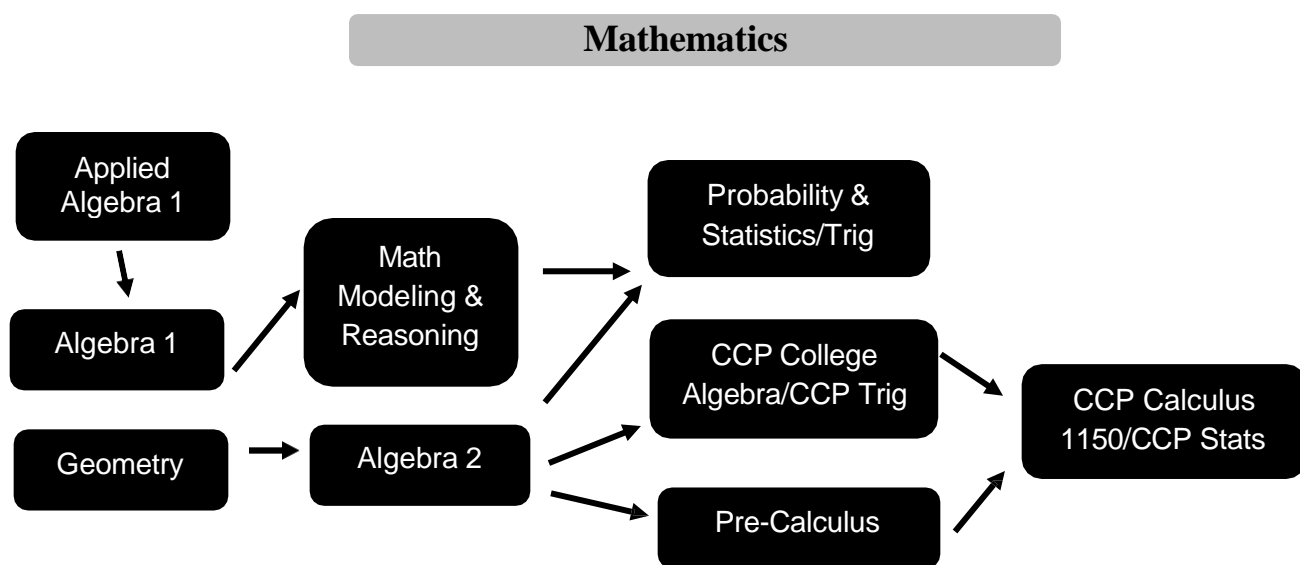 Mathematics
Applied
Algebra 1
Algebra 1
Geometry
Math
Modeling &
Reasoning
Algebra 2
Probability &
Statistics/Trig
CCP College
Algebra/CCP Trig
Pre-Calculus
CCP Calculus
1150/CCP Stats